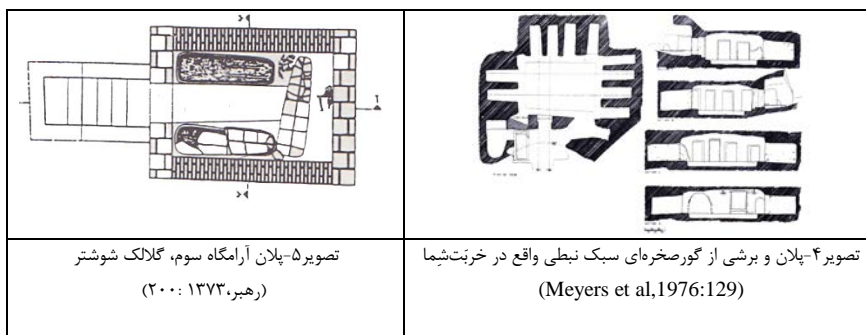 تصویر۴-پلان و برشی از گورصخره‌ای سبک نبطی واقع در خربَت‌شِما
(Meyers et al,1976:129)
تصویر۵-پلان آرامگاه سوم، گلالک شوشتر
(رهبر،۱۳۷۳: ۲۰۰)